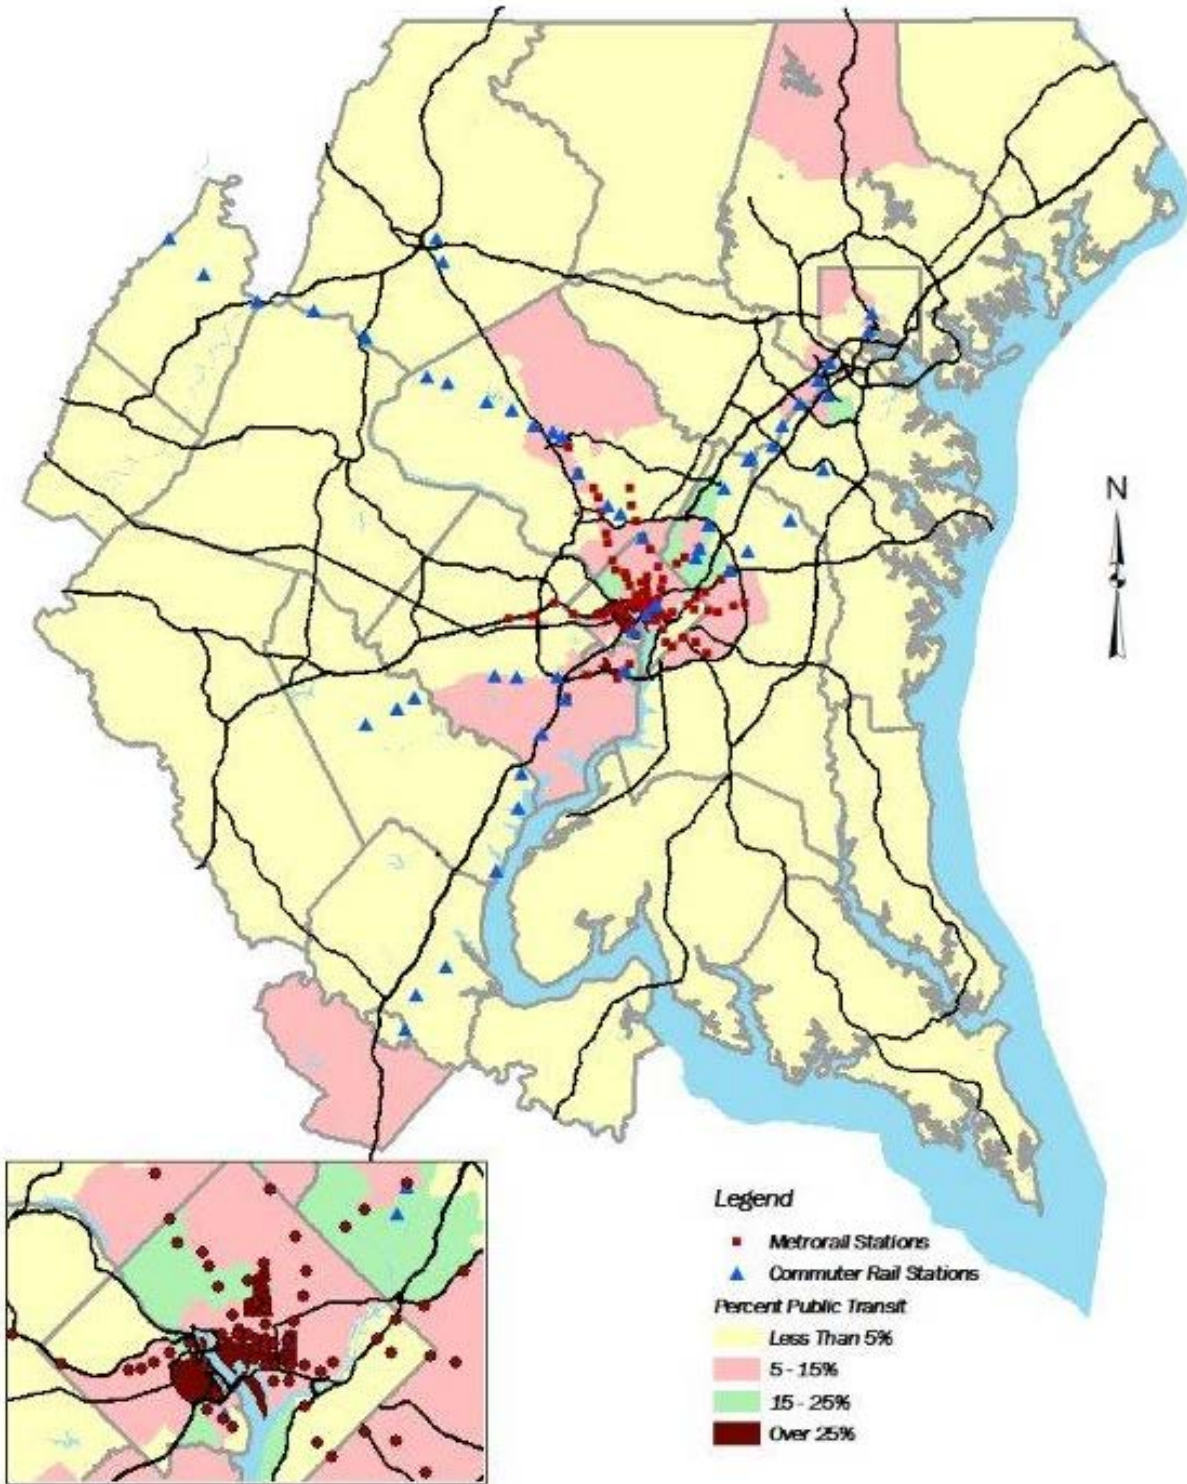 N
Legend
Metrorail Stations
Commuter Rail Stations
Percent Public Transit
Less Than 5%
5 - 15%
15 - 25%
Over 25%